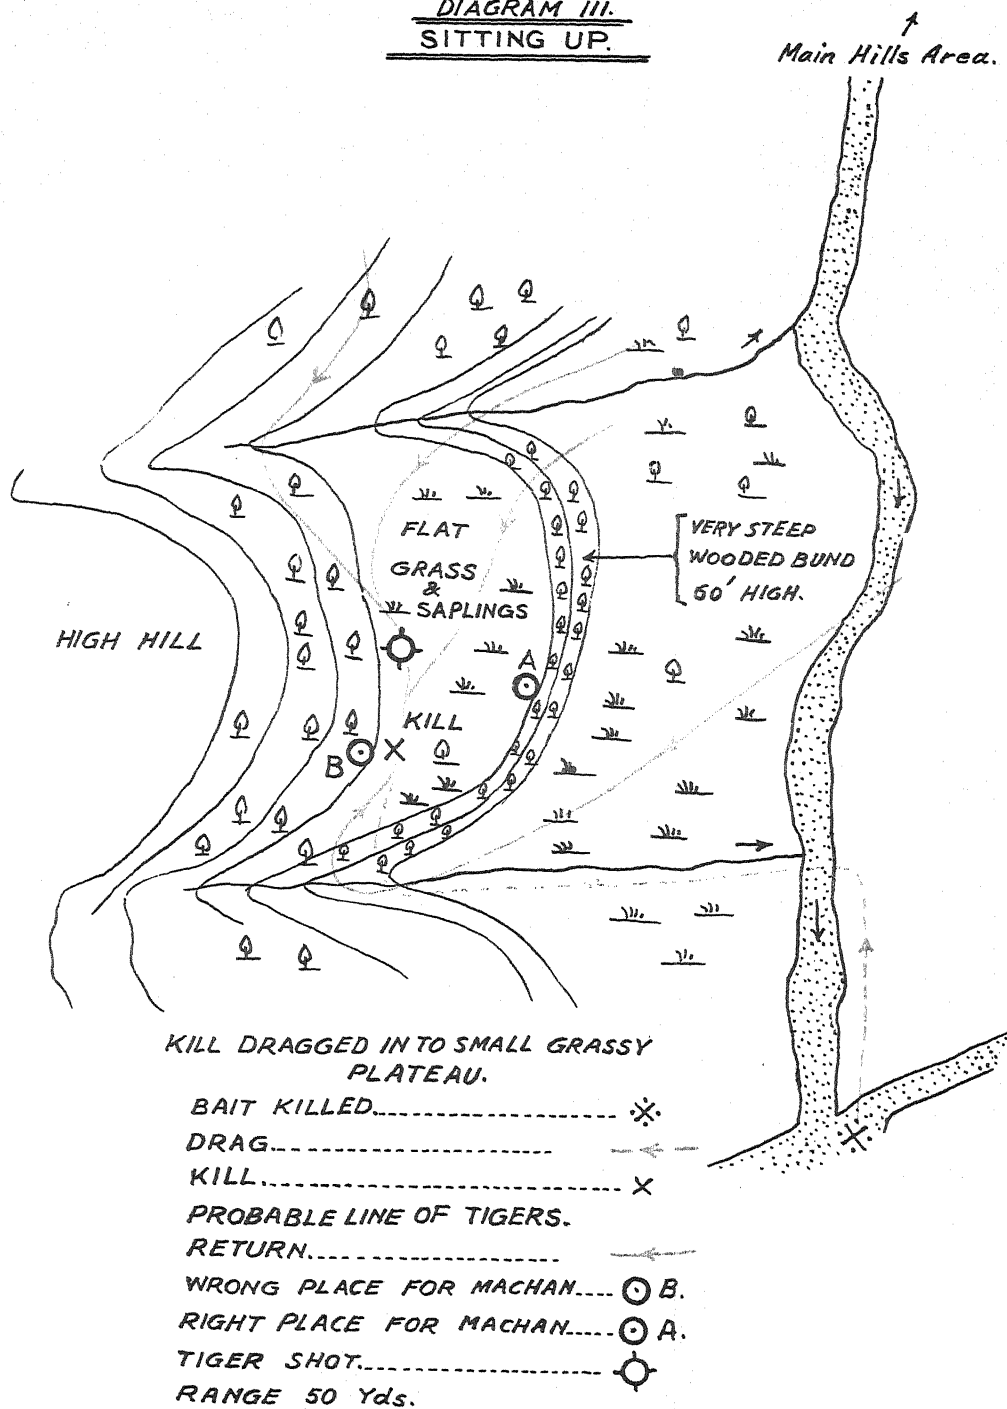 DIAGRAM III.
SITTING UP.
Main Hills Area.
FLAT
GRASS
&
SAPLINGS
VERY STEEP
WOODED BUND
60' HIGH.
HIGH HILL
A
KILL
B
KILL DRAGGED IN TO SMALL GRASSY
PLATEAU.
BAIT KILLED
DRAG
KILL
PROBABLE LINE OF TIGERS.
RETURN
WRONG PLACE FOR MACHAN B.
RIGHT PLACE FOR MACHAN A.
TIGER SHOT
RANGE 50 Yds.